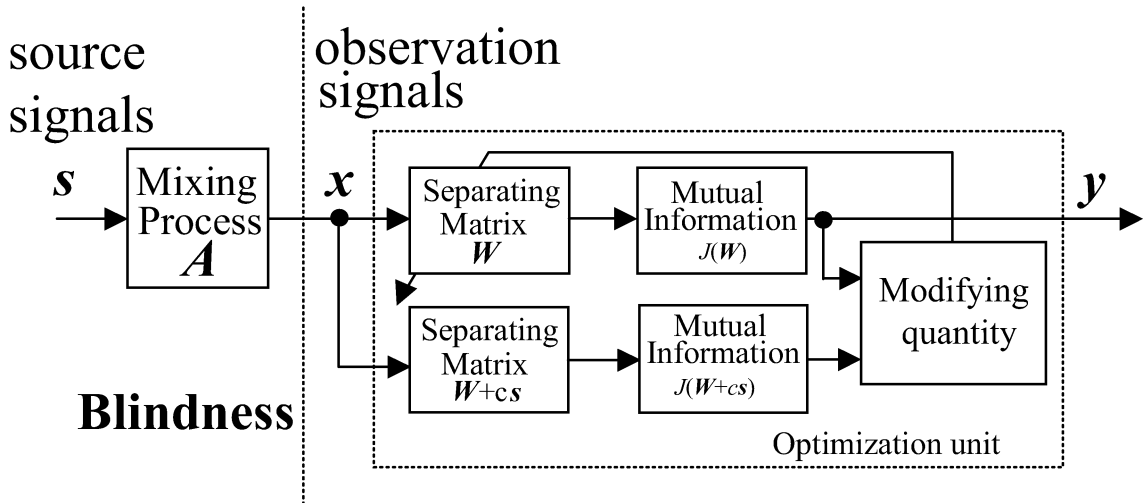 source
signals
observation
signals
s
Mixing
Process
A
x
Separating
Matrix
W
Mutual
Information
J(W)
y
Modifying
quantity
Separating
Matrix
W+cs
Mutual
Information
J(W+cs)
Blindness
Optimization unit